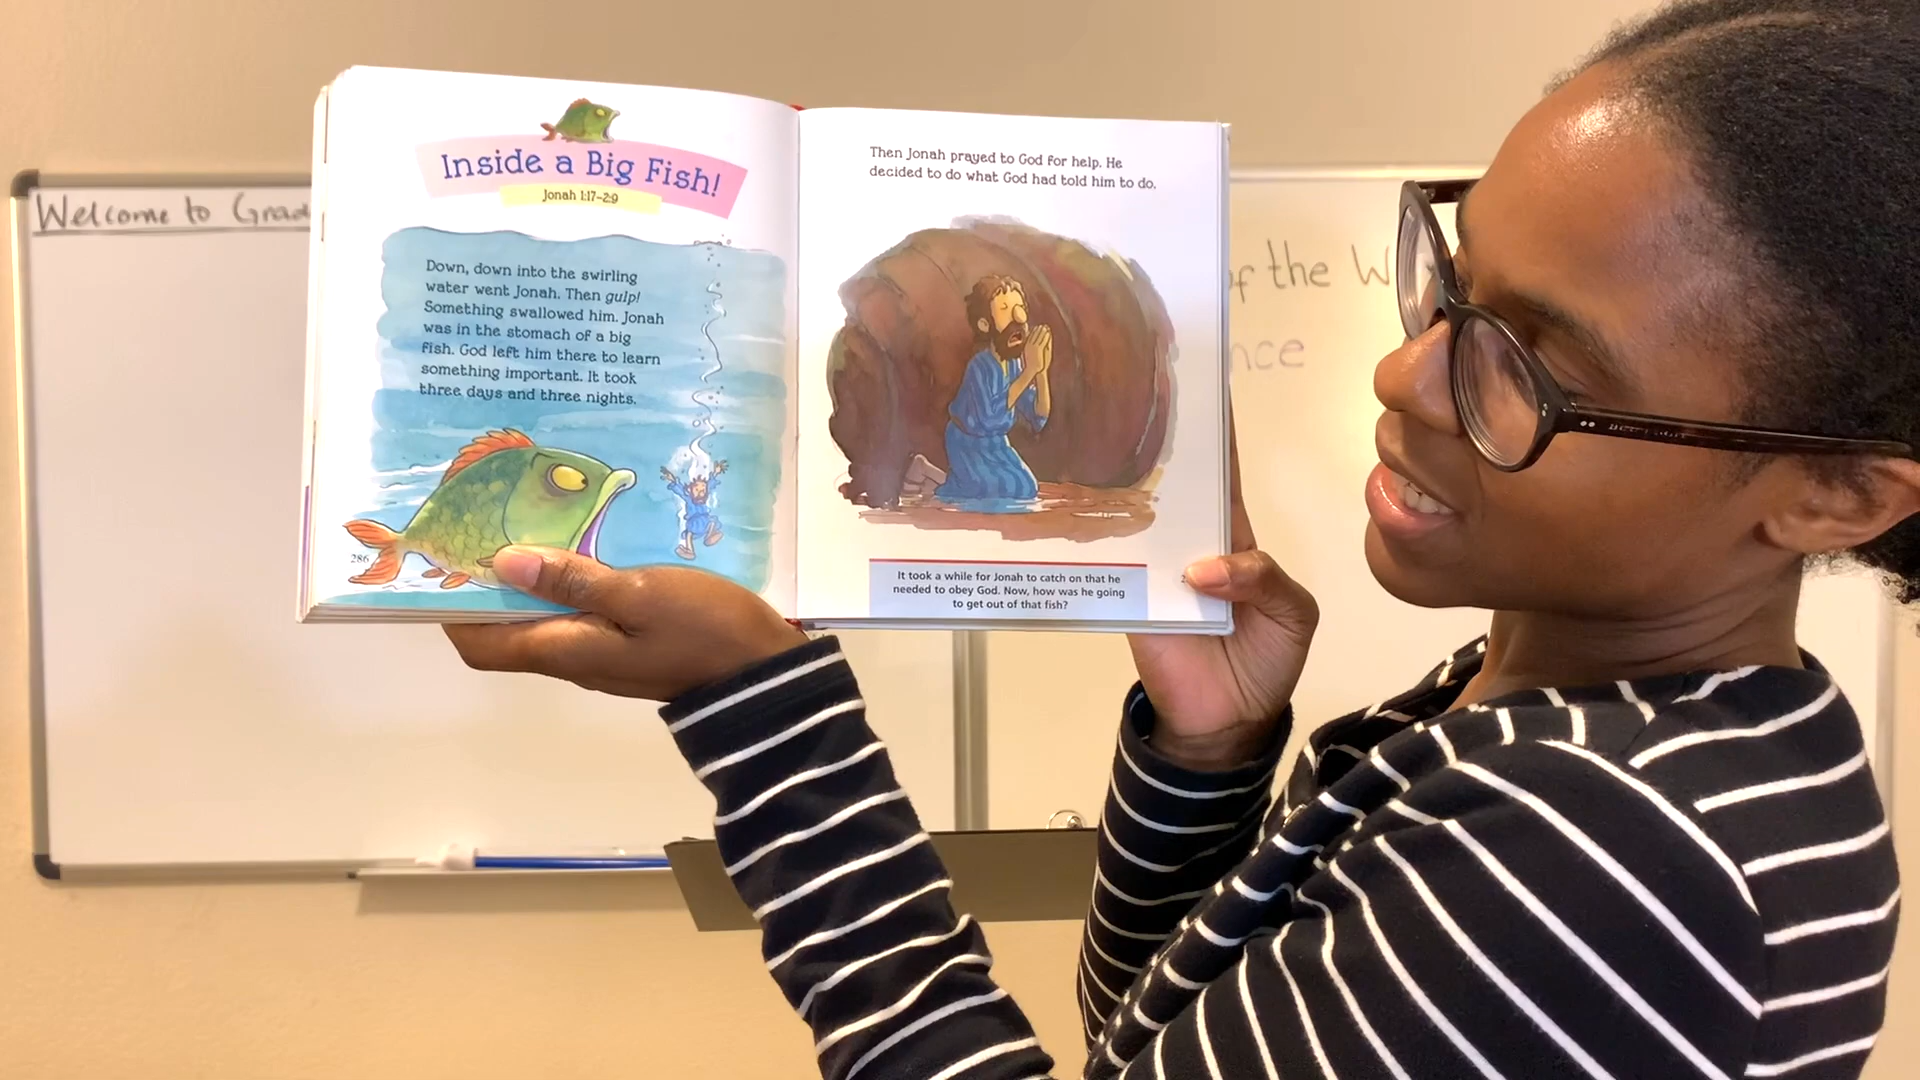 Welcome to Grad
of the W
nce
Inside a Big Fish!
Jonah 1:17-2:9
Down, down into the swirling
water went Jonah. Then gulp!
Something swallowed him. Jonah
was in the stomach of a big
fish. God left him there to learn
something important. It took
three days and three nights.
286
Then Jonah prayed to God for help. He
decided to do what God had told him to do.
It took a while for Jonah to catch on that he
needed to obey God. Now, how was he going
to get out of that fish?